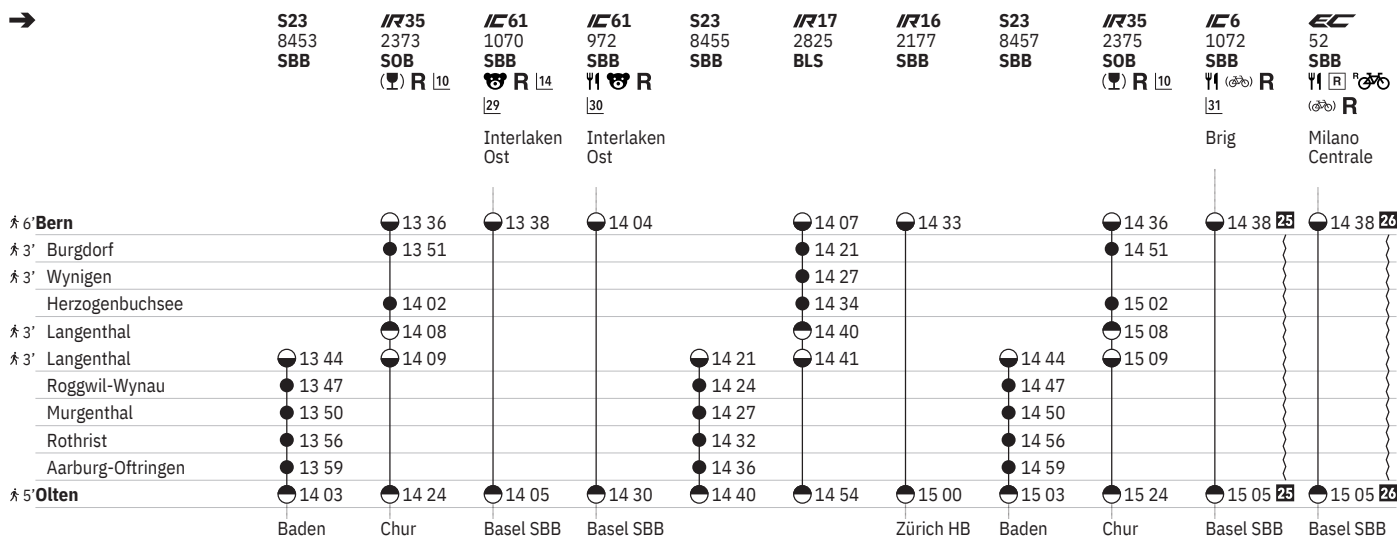 S23 IR35 IC61 IC61 S23 IR17 IR16 S23 IR35 IC6 EC
8453 2373 1070 972 8455 2825 2177 8457 2375 1072 52
SBB SOB SBB SBB SBB BLS SBB SBB SOB SBB SBB
( ) R 10 R 14 R ( ) R 10 ( ) R R R
29 30 31 ( ) R
Interlaken Interlaken Brig Milano
Ost Ost Centrale
6' Bern 13 36 13 38 14 04 14 07 14 33 14 36 14 38 25 14 38 26
3' Burgdorf 13 51 14 21 14 51
3' Wynigen 14 27
Herzogenbuchsee 14 02 14 34 15 02
3' Langenthal 14 08 14 40 15 08
3' Langenthal 13 44 14 09 14 21 14 41 14 44 15 09
Roggwil-Wynau 13 47 14 24 14 47
Murgenthal 13 50 14 27 14 50
Rothrist 13 56 14 32 14 56
Aarburg-Oftringen 13 59 14 36 14 59
5' Olten 14 03 14 24 14 05 14 30 14 40 14 54 15 00 15 03 15 24 15 05 25 15 05 26
Baden Chur Basel SBB Basel SBB Zürich HB Baden Chur Basel SBB Basel SBB